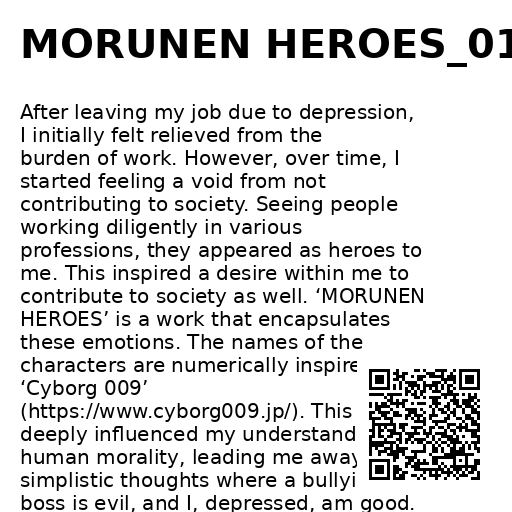 MORUNEN HEROES_01
After leaving my job due to depression,
I initially felt relieved from the
burden of work. However, over time, I
started feeling a void from not
contributing to society. Seeing people
working diligently in various
professions, they appeared as heroes to
me. This inspired a desire within me to
contribute to society as well. ‘MORUNEN
HEROES’ is a work that encapsulates
these emotions. The names of the
characters are numerically inspire
‘Cyborg 009’
(https://www.cyborg009.jp/). This
deeply influenced my understand
human morality, leading me away
simplistic thoughts where a bullyi
boss is evil, and I, depressed, am good.